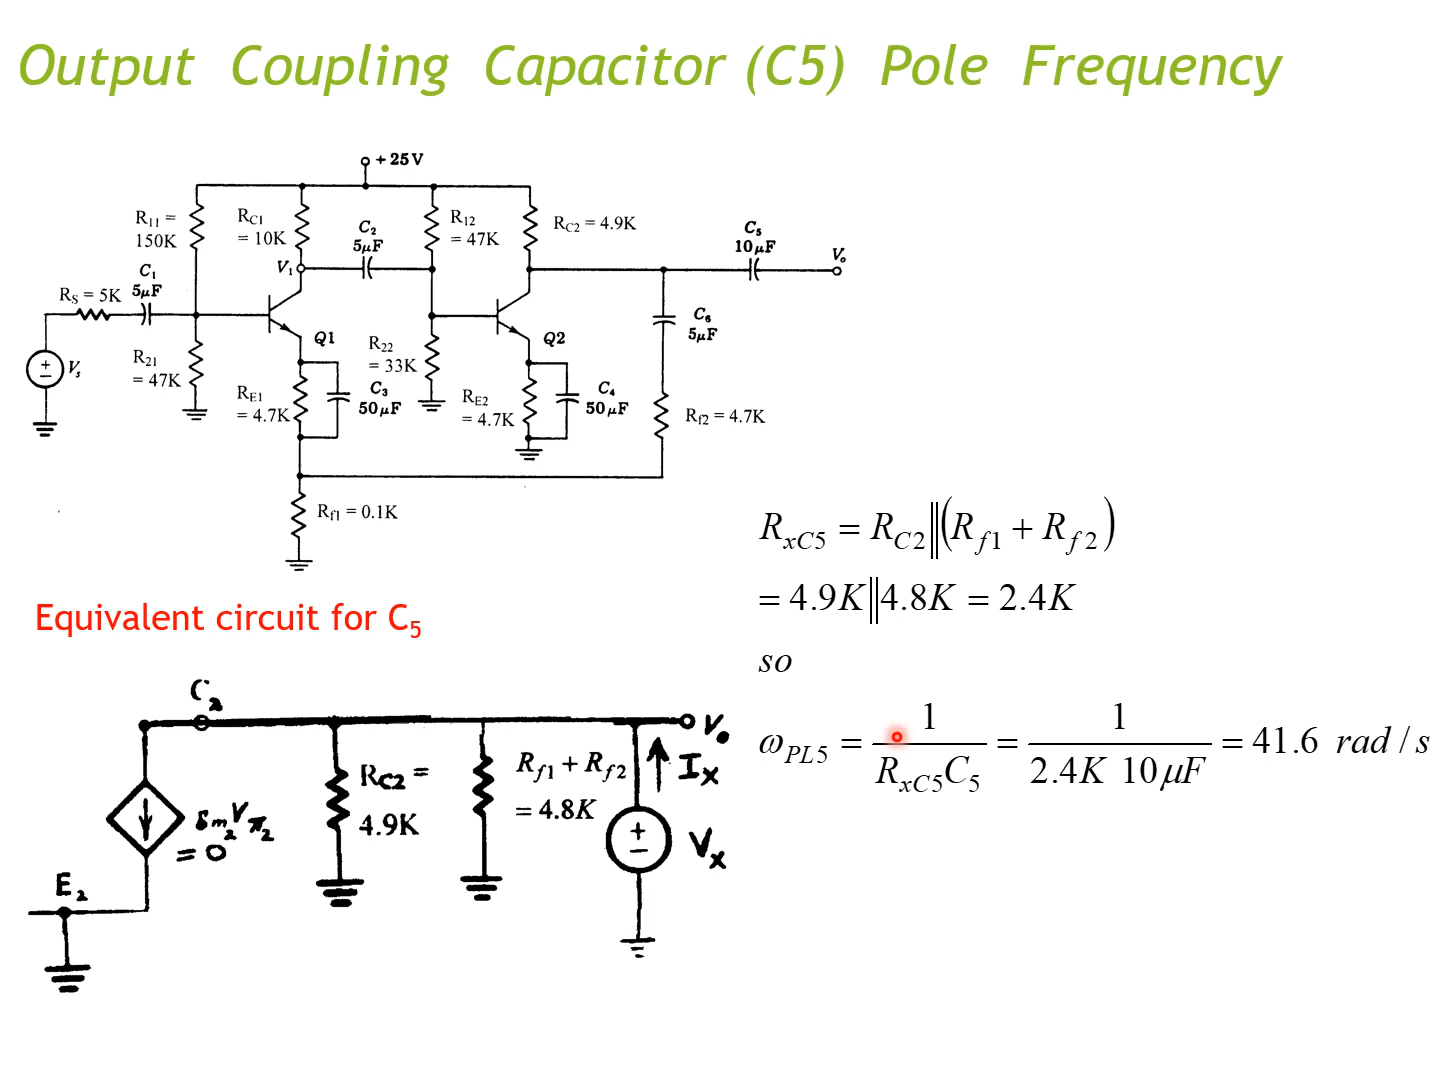 Output Coupling Capacitor (C5) Pole Frequency
+ 25 V
R11 =
150K
RC1
= 10K
C2
5µF
R12
= 47K
RC2 = 4.9K
C5
10µF
Vo
V1
C1
5µF
RS = 5K
Q1
Q2
C6
5µF
R22
= 33K
R21
= 47K
Vs
+
−
RE1
= 4.7K
C3
50µF
RE2
= 4.7K
C4
50µF
Rf2 = 4.7K
Rf1 = 0.1K
RxC5 = RC2‖(Rf1 + Rf2)
= 4.9K‖4.8K = 2.4K
so
ωPL5 = 1/(RxC5C5) = 1/(2.4K 10µF) = 41.6 rad / s
Equivalent circuit for C5
C2
Vo
RC2 =
4.9K
Rf1 + Rf2
= 4.8K
Ix
gm2Vπ2
= 0
+
−
Vx
E2